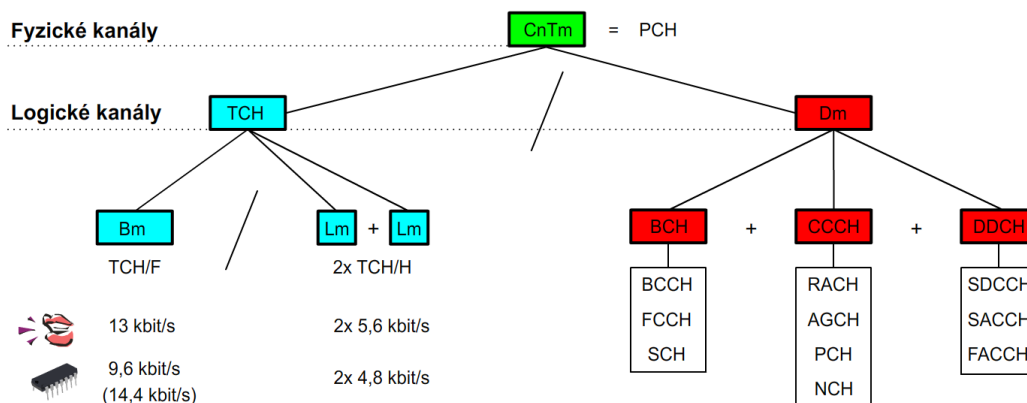 Fyzické kanály
CnTm = PCH
Logické kanály
TCH
Dm
Bm
Lm + Lm
BCH + CCCH + DDCH
TCH/F
2x TCH/H
BCCH
FCCH
SCH
RACH
AGCH
PCH
NCH
SDCCH
SACCH
FACCH
13 kbit/s
2x 5,6 kbit/s
9,6 kbit/s
(14,4 kbit/s)
2x 4,8 kbit/s